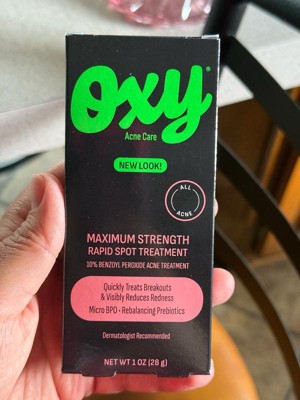 Oxy®
Acne Care
NEW LOOK!
ALL
ACNE
MAXIMUM STRENGTH
RAPID SPOT TREATMENT
10% BENZOYL PEROXIDE ACNE TREATMENT
Quickly Treats Breakouts
& Visibly Reduces Redness
Micro BPO • Rebalancing Prebiotics
Dermatologist Recommended
NET WT 1 OZ (28 g)